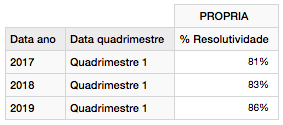 PROPRIA
Data ano Data quadrimestre % Resolutividade
2017 Quadrimestre 1 81%
2018 Quadrimestre 1 83%
2019 Quadrimestre 1 86%